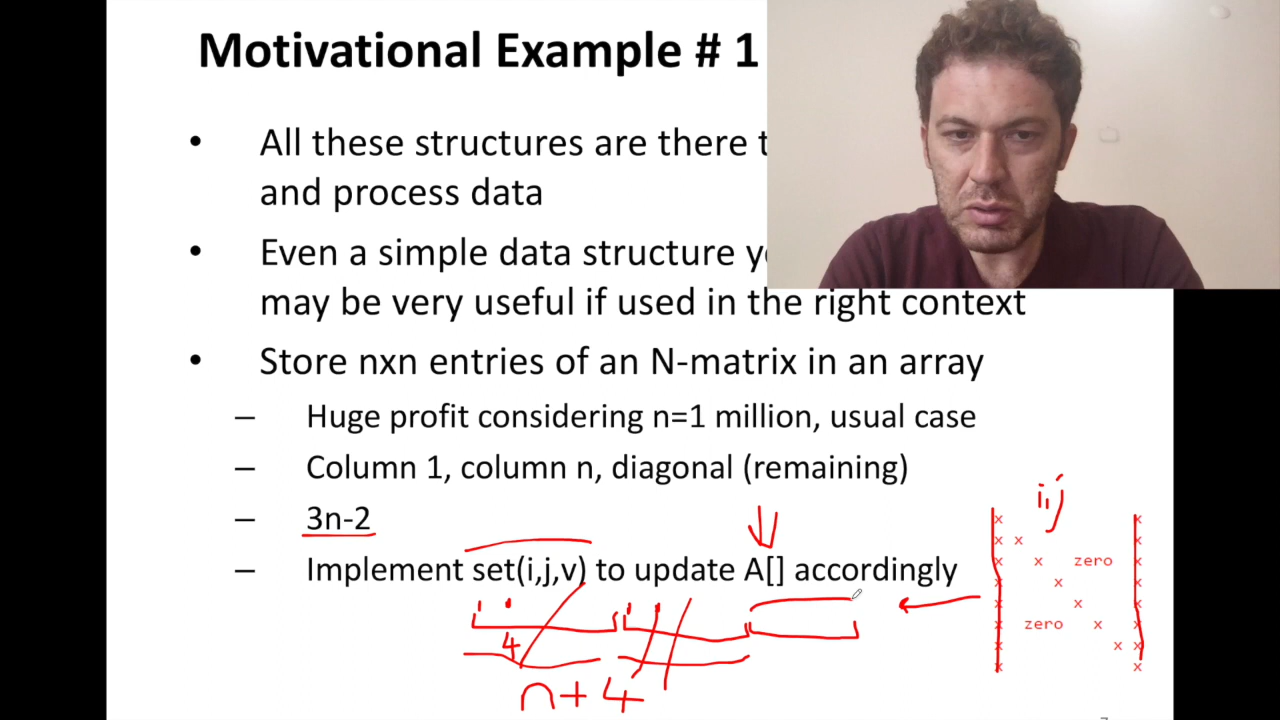 Motivational Example # 1
• All these structures are there t
and process data
• Even a simple data structure y
may be very useful if used in the right context
• Store nxn entries of an N-matrix in an array
– Huge profit considering n=1 million, usual case
– Column 1, column n, diagonal (remaining)
– 3n-2
– Implement set(i,j,v) to update A[] accordingly
i,j
x x
x x x
x x zero x
x x x
x x x
x zero x x
x x x
x x
4
n+4